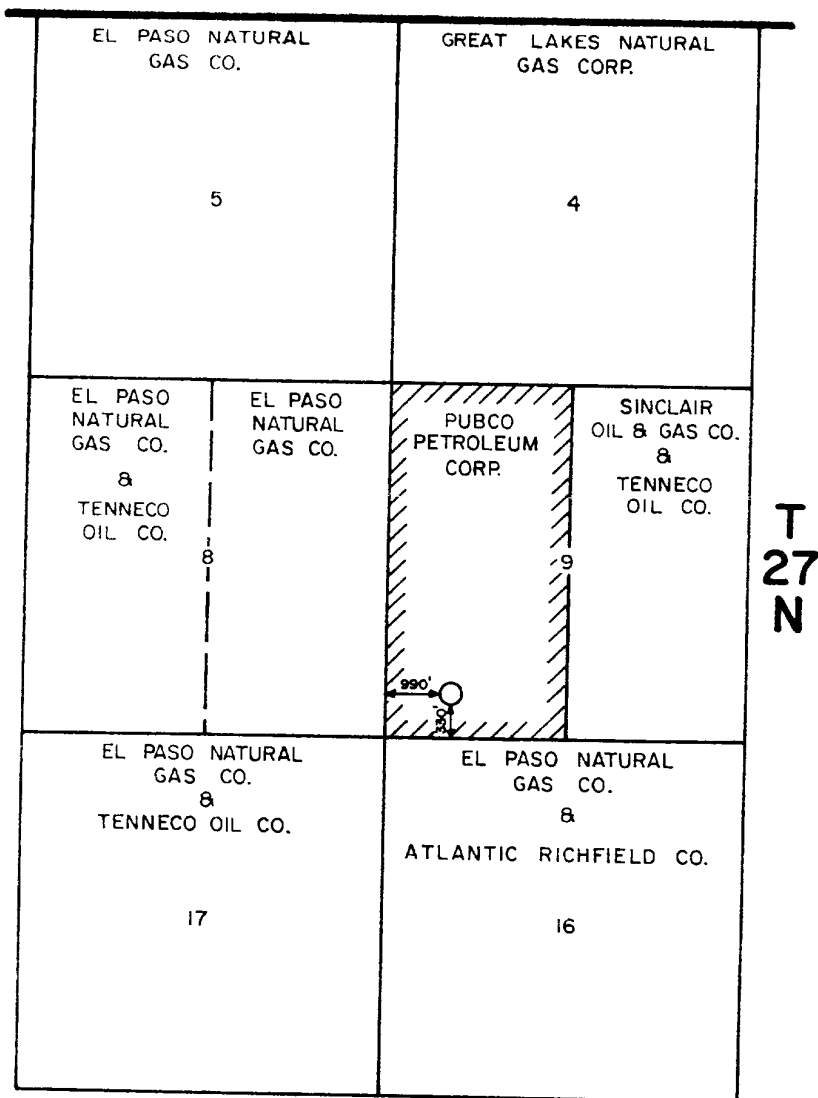 EL PASO NATURAL
GAS CO.
5
GREAT LAKES NATURAL
GAS CORP.
4
EL PASO
NATURAL
GAS CO.
&
TENNECO
OIL CO.
8
EL PASO
NATURAL
GAS CO.
PUBCO
PETROLEUM
CORP.
9
990'
330'
SINCLAIR
OIL & GAS CO.
&
TENNECO
OIL CO.
T
27
N
EL PASO NATURAL
GAS CO.
&
TENNECO OIL CO.
17
EL PASO NATURAL
GAS CO.
&
ATLANTIC RICHFIELD CO.
16